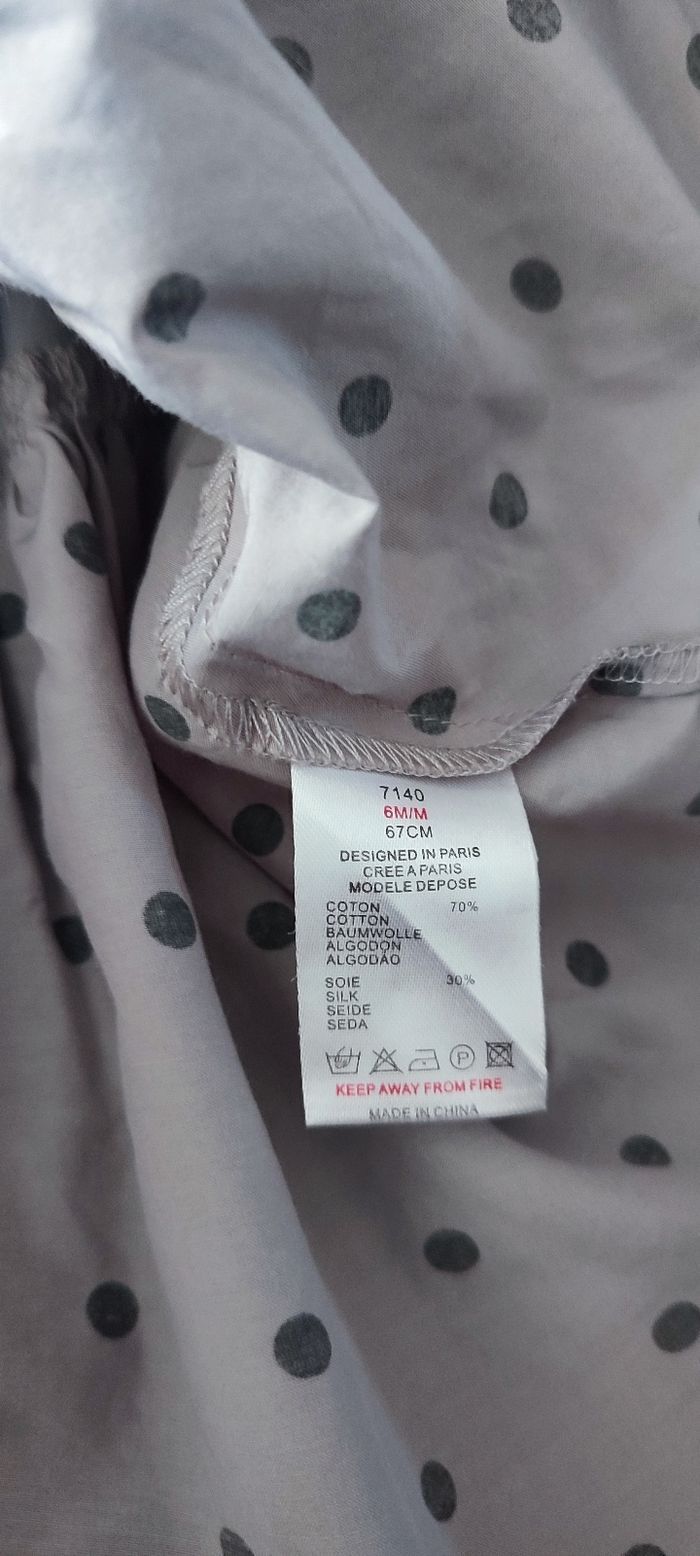 7140
6M/M
67CM
DESIGNED IN PARIS
CREE A PARIS
MODELE DEPOSE
COTON 70%
COTTON
BAUMWOLLE
ALGODON
ALGODÃO
SOIE 30%
SILK
SEIDE
SEDA
P
KEEP AWAY FROM FIRE
MADE IN CHINA